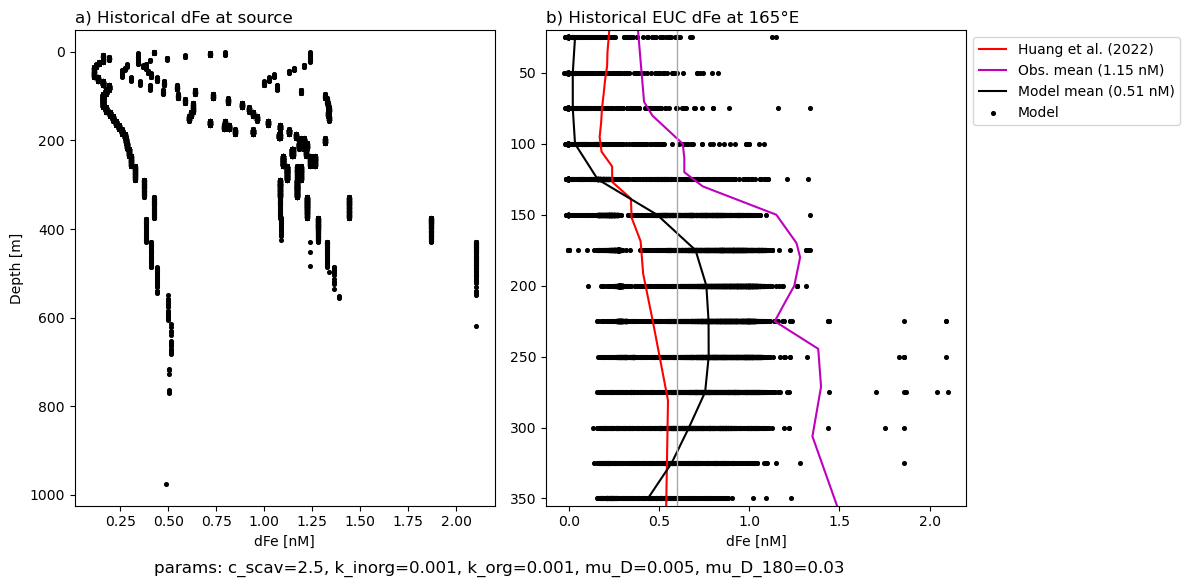 a) Historical dFe at source
0
200
400
600
800
1000
Depth [m]
0.25 0.50 0.75 1.00 1.25 1.50 1.75 2.00
dFe [nM]
b) Historical EUC dFe at 165°E
50
100
150
200
250
300
350
0.0 0.5 1.0 1.5 2.0
dFe [nM]
Huang et al. (2022)
Obs. mean (1.15 nM)
Model mean (0.51 nM)
Model
params: c_scav=2.5, k_inorg=0.001, k_org=0.001, mu_D=0.005, mu_D_180=0.03